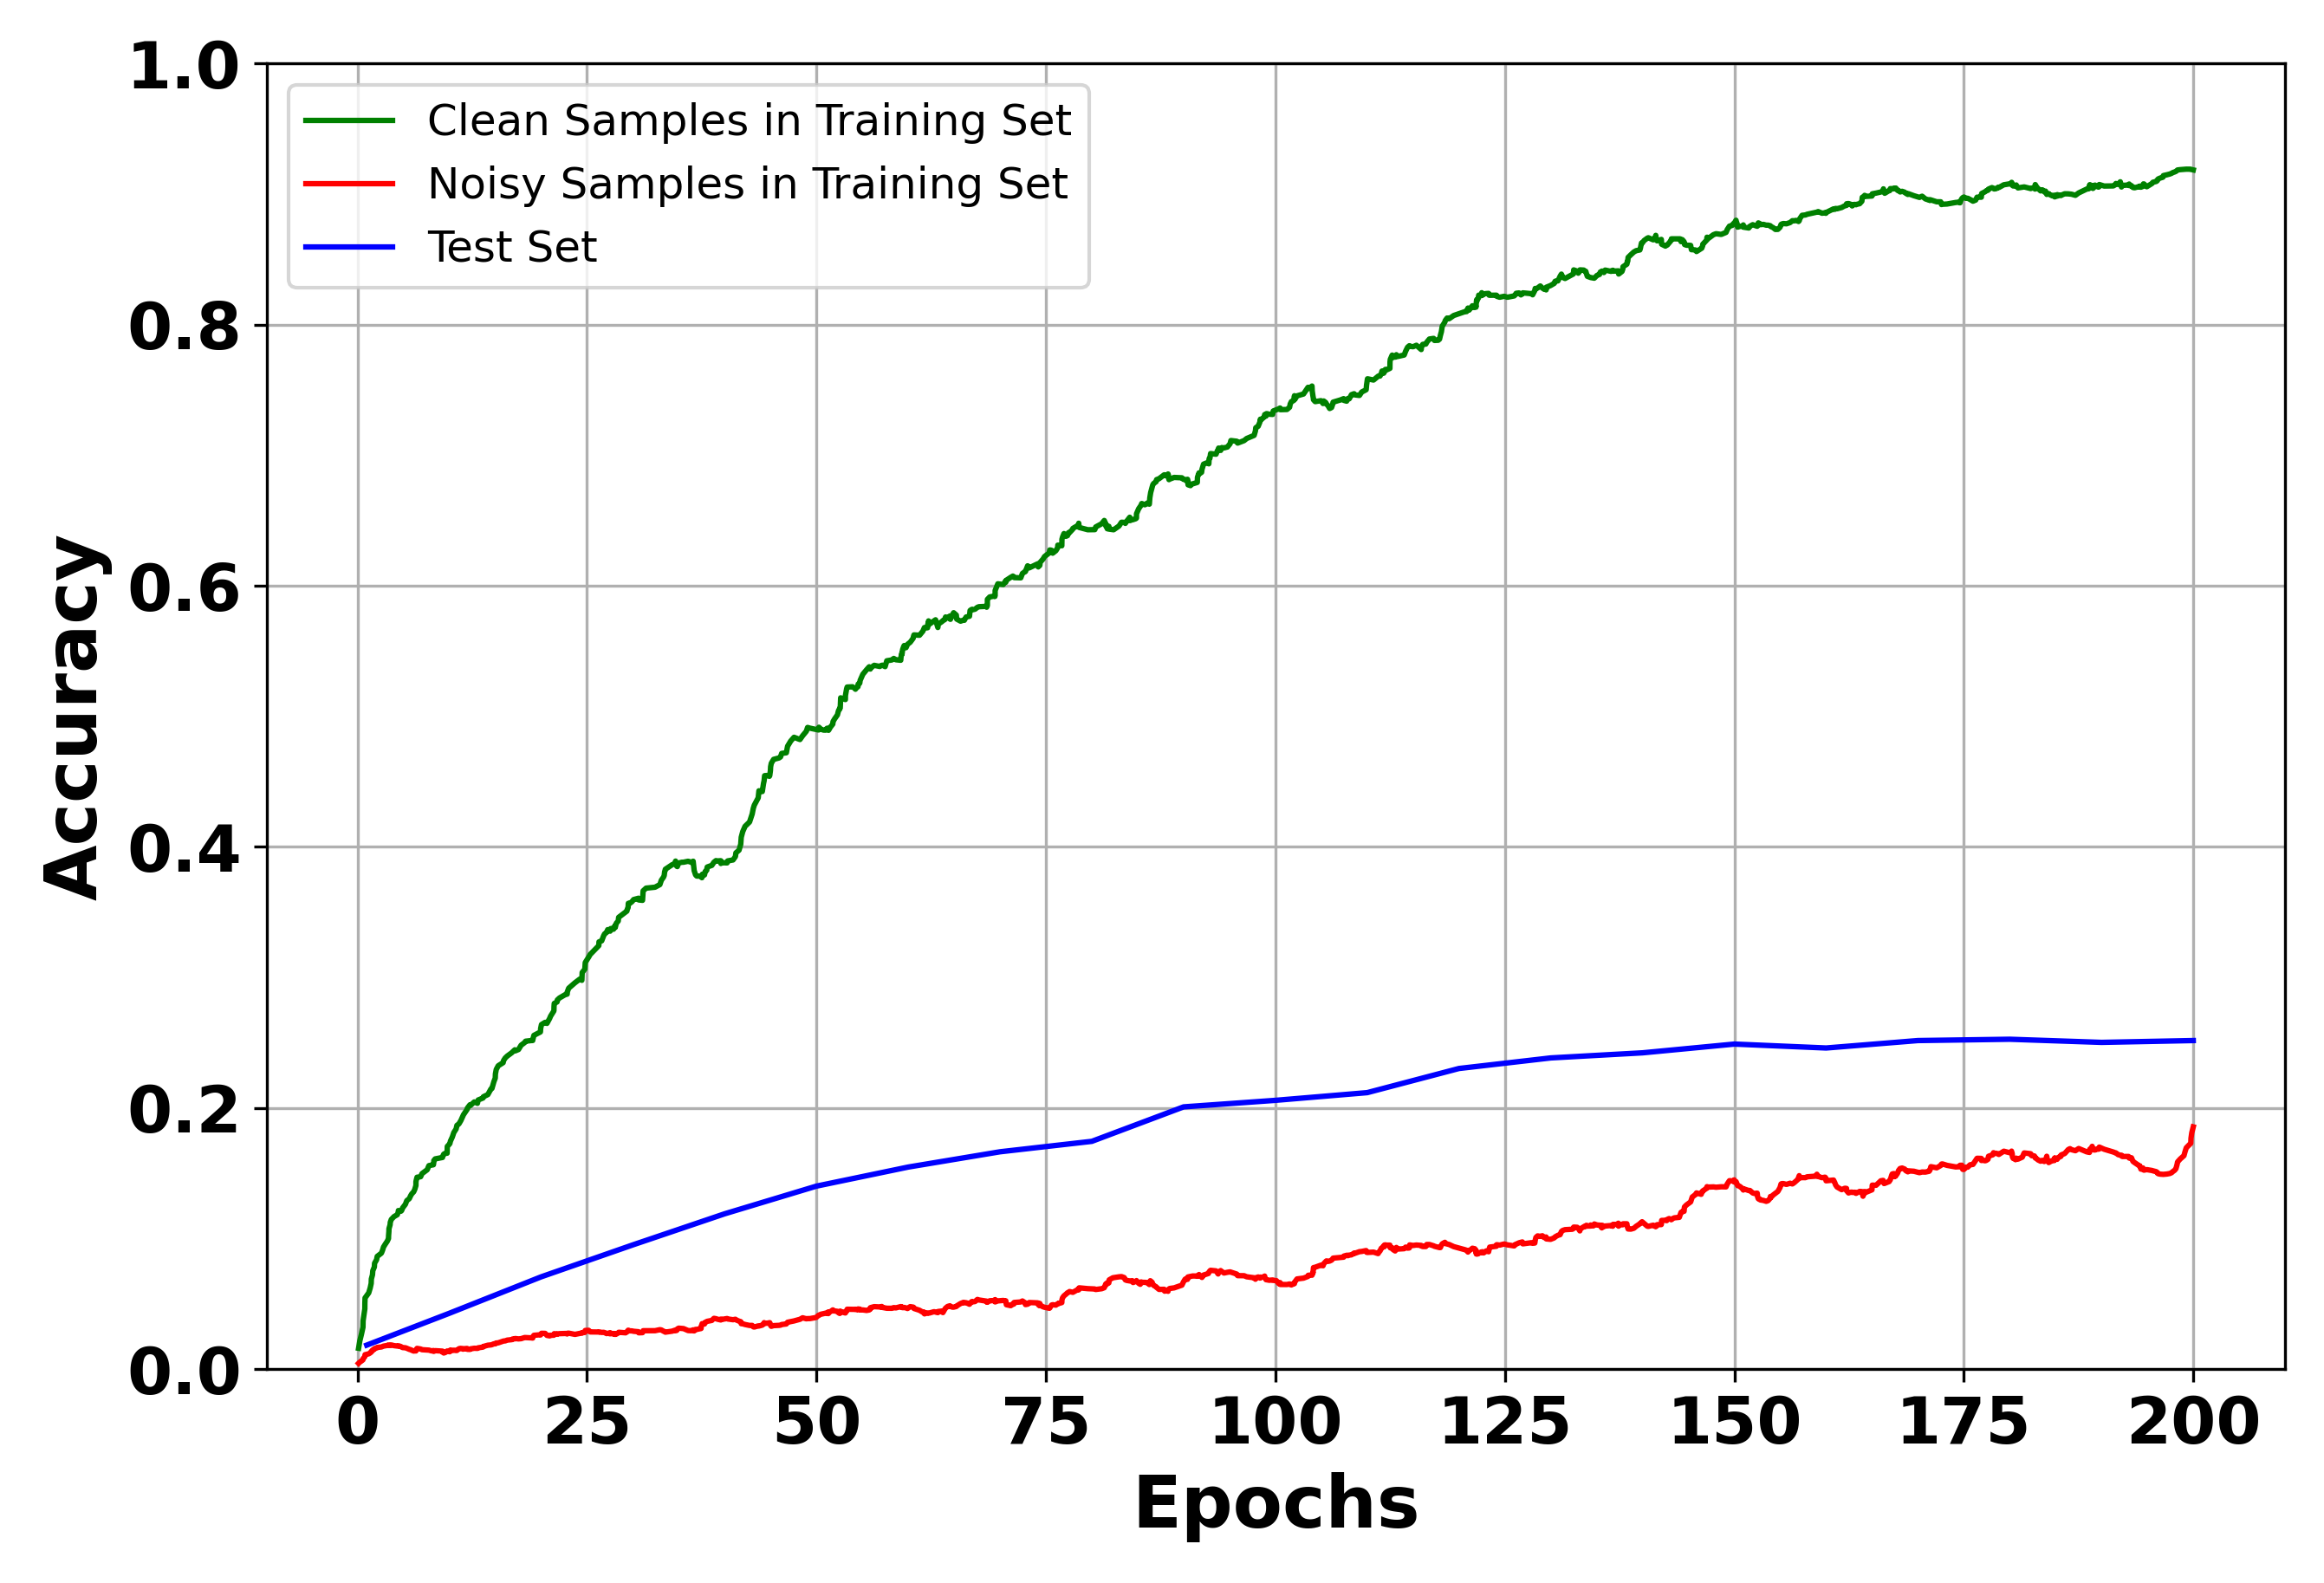 1.0
0.8
0.6
0.4
0.2
0.0
Accuracy
Clean Samples in Training Set
Noisy Samples in Training Set
Test Set
0 25 50 75 100 125 150 175 200
Epochs